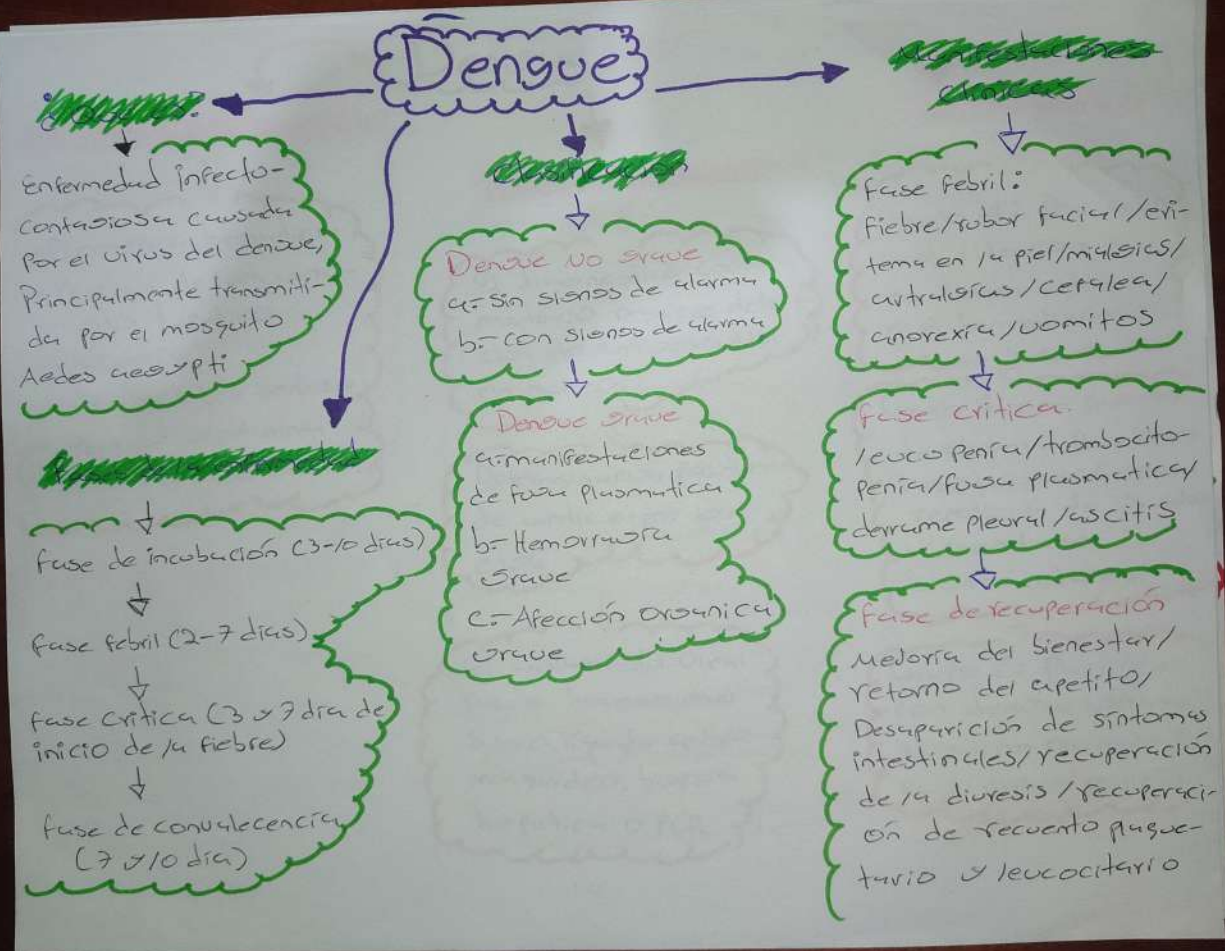 Dengue
Enfermedad infecto-
contagiosa causada
por el virus del dengue,
Principalmente transmiti-
da por el mosquito
Aedes aegypti
fase de incubación (3-10 dias)
fase febril (2-7 dias)
fase critica (3 y 7 dia de
inicio de la fiebre)
fase de convalecencia
(7 y 10 dia)
Clasificación
Dengue no grave
a.- sin signos de alarma
b.- con signos de alarma
Dengue grave
a.- manifestaciones
de fuga plasmatica
b.- Hemorragia
grave
c.- Afección organica
grave
Manifestaciones
clinicas
fase febril:
fiebre/rubor facial/eri-
tema en la piel/mialgias/
artralgias/cefalea/
anorexia/vomitos
fase critica.
leucopenia/trombocito-
penia/fuga plasmatica/
derrame pleural/ascitis
fase de recuperación
Mejoría del bienestar/
retorno del apetito/
Desaparición de síntomas
intestinales/recuperación
de la diuresis/recuperaci-
ón de recuento plaque-
tario y leucocitario